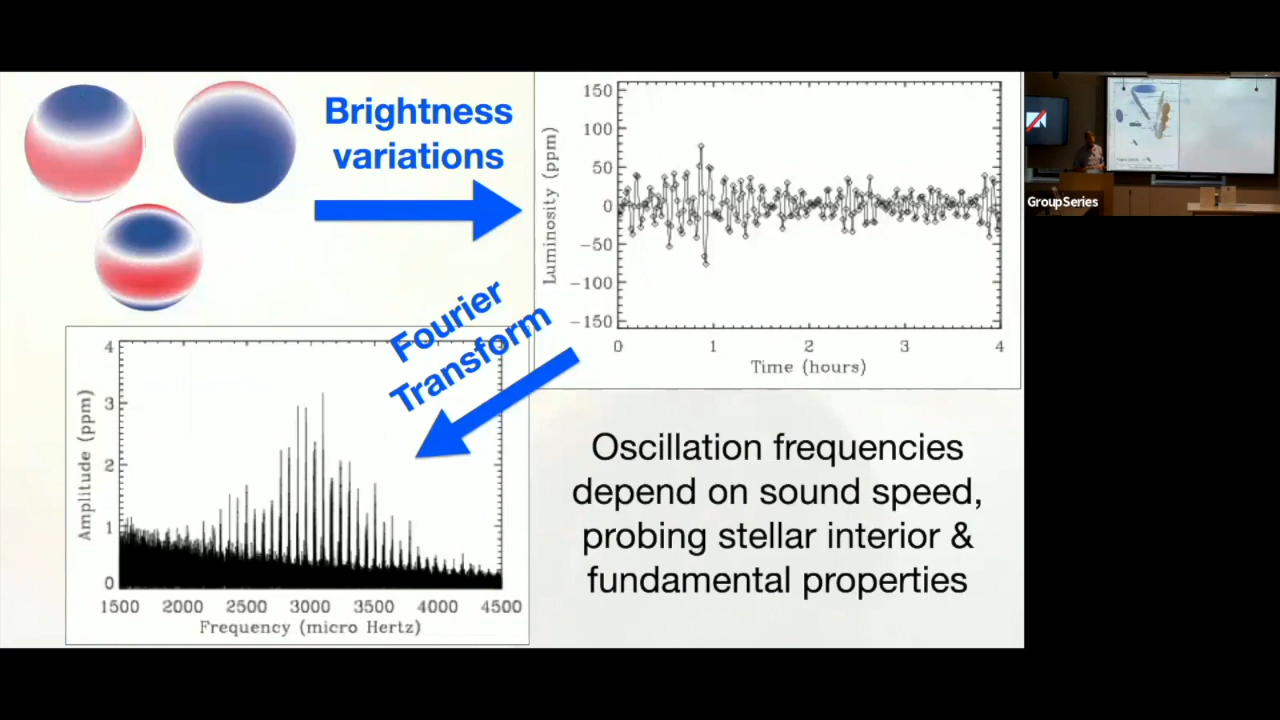 Brightness
variations
150
100
50
0
−50
−100
−150
Luminosity (ppm)
0 1 2 3 4
Time (hours)
GroupSeries
Fourier
Transform
4
3
2
1
0
Amplitude (ppm)
1500 2000 2500 3000 3500 4000 4500
Frequency (micro Hertz)
Oscillation frequencies
depend on sound speed,
probing stellar interior &
fundamental properties